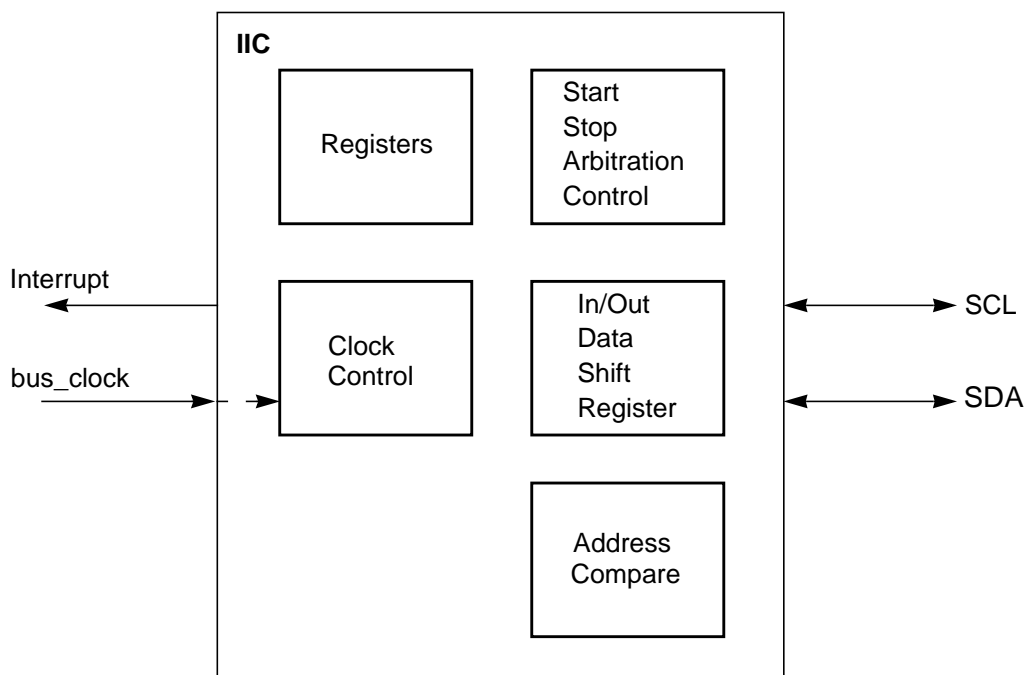 IIC
Registers
Start
Stop
Arbitration
Control
Interrupt
bus_clock
Clock
Control
In/Out
Data
Shift
Register
SCL
SDA
Address
Compare